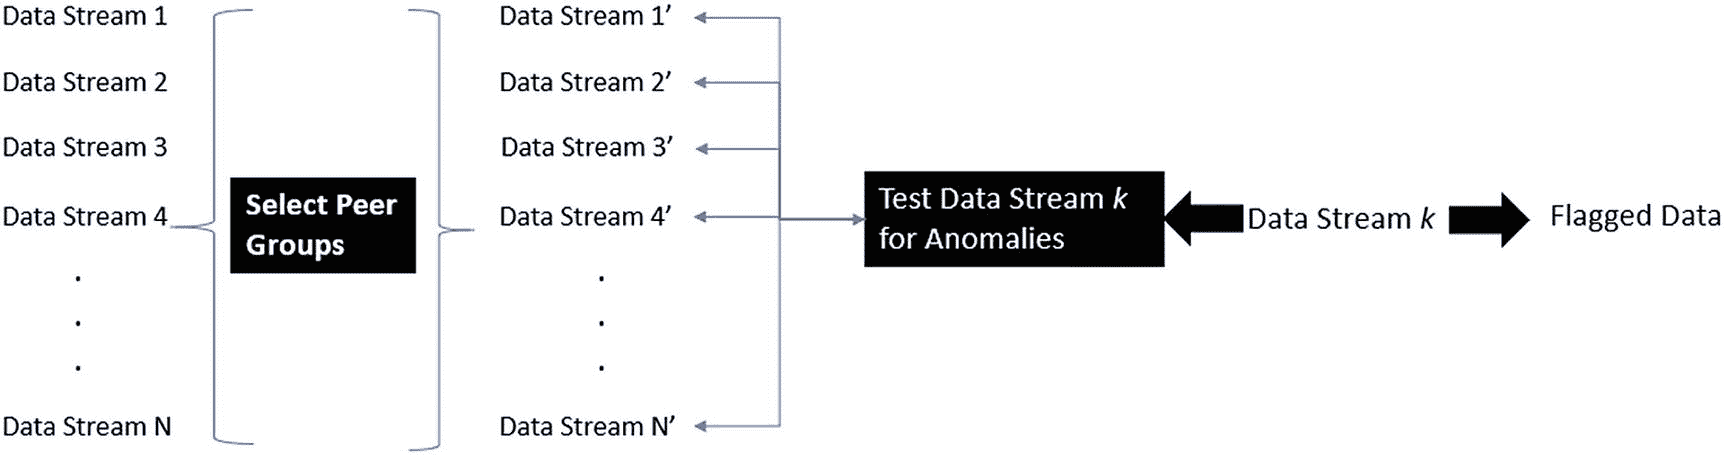 Data Stream 1
Data Stream 2
Data Stream 3
Data Stream 4
.
.
.
Data Stream N
Select Peer
Groups
Data Stream 1’
Data Stream 2’
Data Stream 3’
Data Stream 4’
.
.
.
Data Stream N’
Test Data Stream k
for Anomalies
Data Stream k
Flagged Data